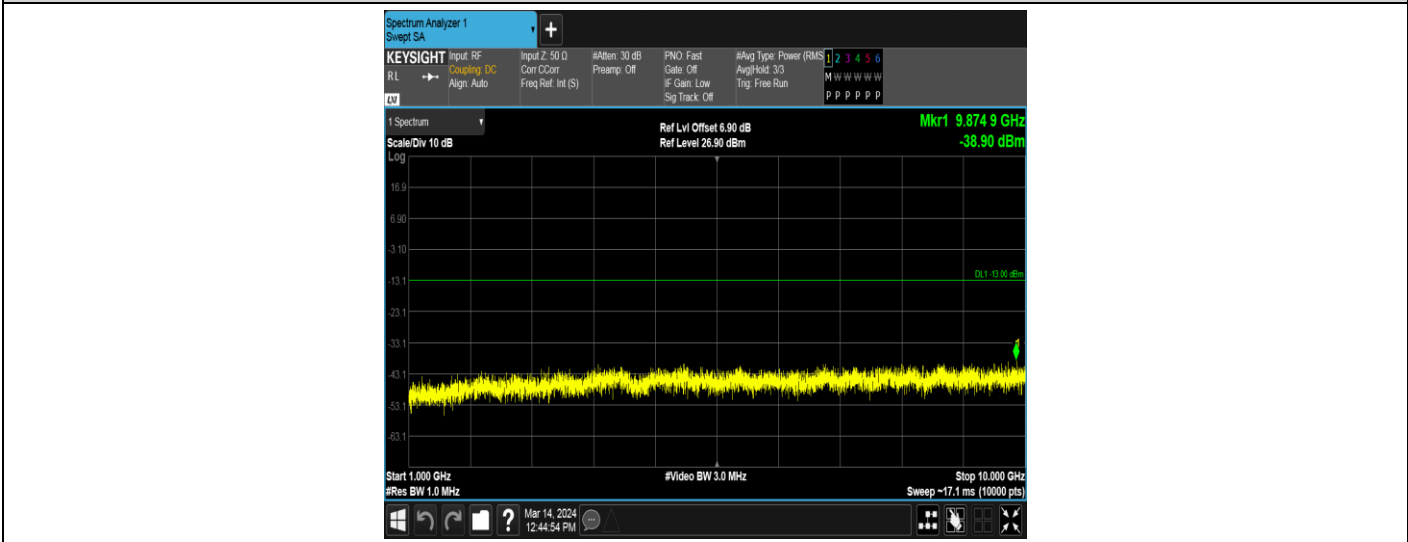 Spectrum Analyzer 1
Swept SA
+
KEYSIGHT
RL
LXI
Input: RF
Coupling: DC
Align: Auto
Input Z: 50 Ω
Corr CCorr
Freq Ref: Int (S)
#Atten: 30 dB
Preamp: Off
PNO: Fast
Gate: Off
IF Gain: Low
Sig Track: Off
#Avg Type: Power (RMS
Avg|Hold: 3/3
Trig: Free Run
1 2 3 4 5 6
M W W W W W
P P P P P P
1 Spectrum
Scale/Div 10 dB
Ref Lvl Offset 6.90 dB
Ref Level 26.90 dBm
Mkr1 9.874 9 GHz
-38.90 dBm
Log
16.9
6.90
-3.10
DL1 -13.00 dBm
-13.1
-23.1
-33.1
1
-43.1
-53.1
-63.1
Start 1.000 GHz
#Video BW 3.0 MHz
Stop 10.000 GHz
#Res BW 1.0 MHz
Sweep ~17.1 ms (10000 pts)
?
Mar 14, 2024
12:44:54 PM